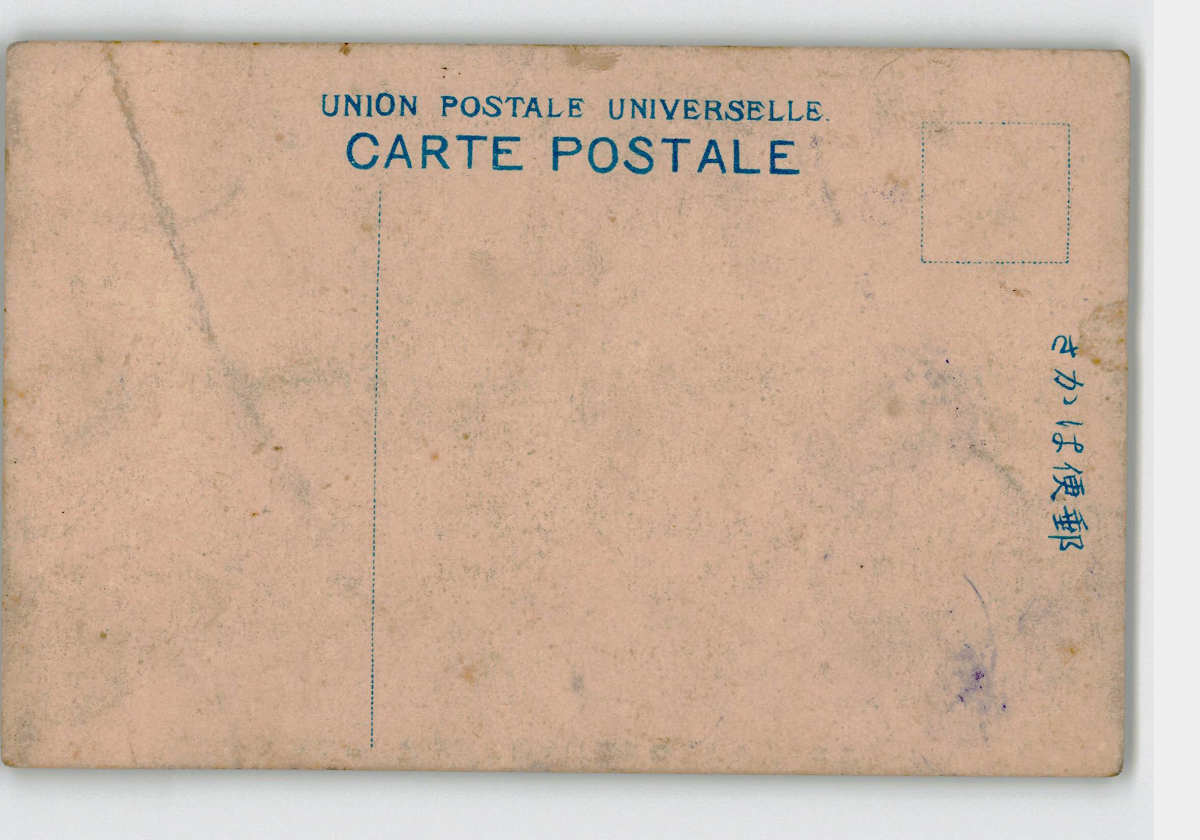 UNION POSTALE UNIVERSELLE.
CARTE POSTALE
郵便はかき